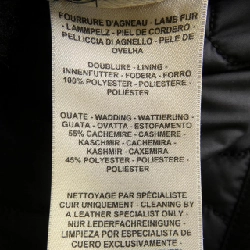 FOURRURE D'AGNEAU - LAMB FUR
LAMMPELZ - PIEL DE CORDERO
PELLICCIA DI AGNELLO - PELE DE
OVELHA
DOUBLURE - LINING -
INNENFUTTER - FODERA - FORRO
100% POLYESTER - POLIESTERE -
POLIESTER
OUATE - WADDING - WATTIERUNG -
GUATA - OVATTA - ESTOFAMENTO
55% CACHEMIRE - CASHMERE -
KASCHMIR - CACHEMIRA -
KASHMIR - CAXEMIRA
45% POLYESTER - POLIESTERE -
POLIESTER
NETTOYAGE PAR SPÉCIALISTE
CUIR UNIQUEMENT - CLEANING BY
A LEATHER SPECIALIST ONLY -
NUR LEDERFACHREINIGUNG -
LIMPIEZA POR ESPECIALISTA DE
CUERO EXCLUSIVAMENTE -